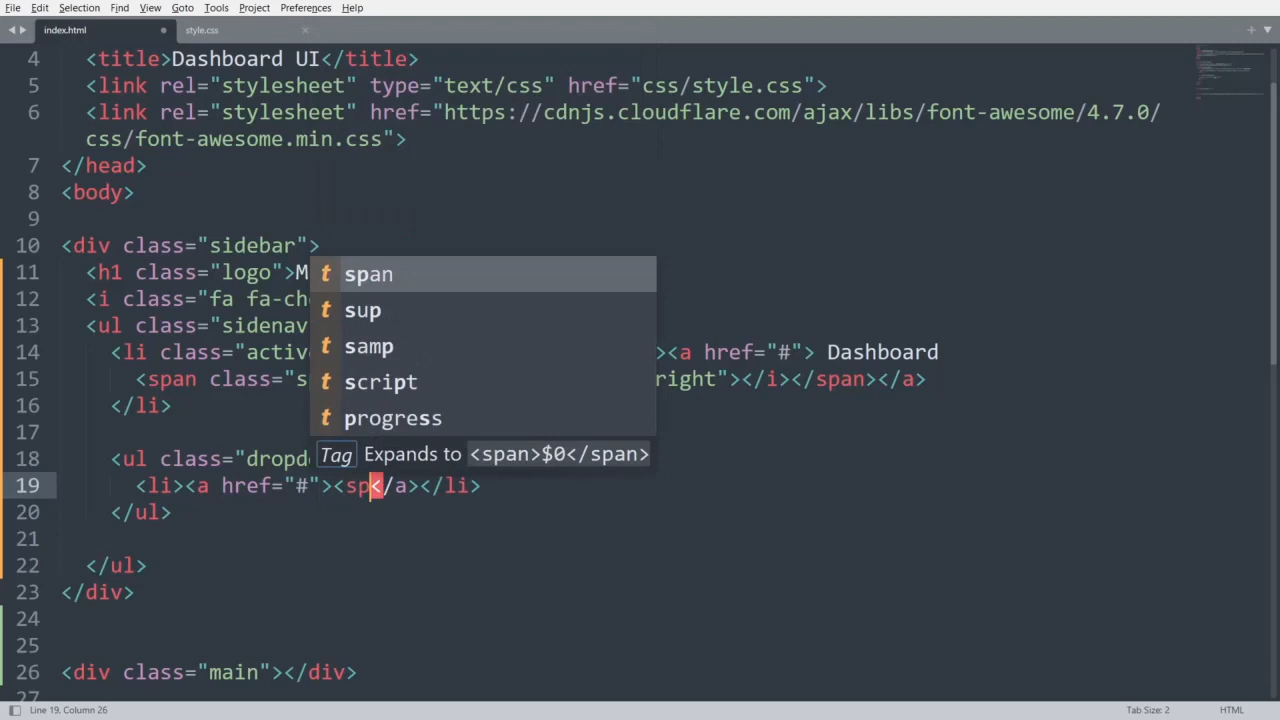 File Edit Selection Find View Goto Tools Project Preferences Help
index.html style.css
4 <title>Dashboard UI</title>
5 <link rel="stylesheet" type="text/css" href="css/style.css">
6 <link rel="stylesheet" href="https://cdnjs.cloudflare.com/ajax/libs/font-awesome/4.7.0/
css/font-awesome.min.css">
7 </head>
8 <body>
9
10 <div class="sidebar">
11 <h1 class="logo">M
12 <i class="fa fa-ch
13 <ul class="sidenav
14 <li class="activ ><a href="#"> Dashboard
15 <span class="s right"></i></span></a>
16 </li>
17
18 <ul class="dropd
19 <li><a href="#"><sp</a></li>
20 </ul>
21
22 </ul>
23 </div>
24
25
26 <div class="main"></div>
27
t span
t sup
t samp
t script
t progress
Tag Expands to <span>$0</span>
Line 19, Column 26 Tab Size: 2 HTML